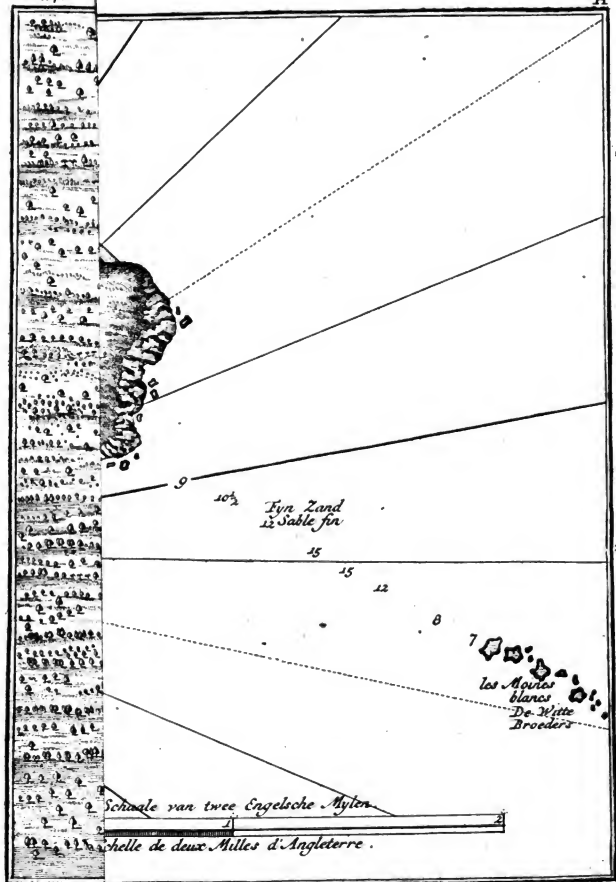 9
10½
Fyn Zand
12 Sable fin
15
15
12
8
7
les Moines
blancs
De Witte
Broeders
Schaale van twee Engelsche Mylen
1 2
chelle de deux Milles d'Angleterre.